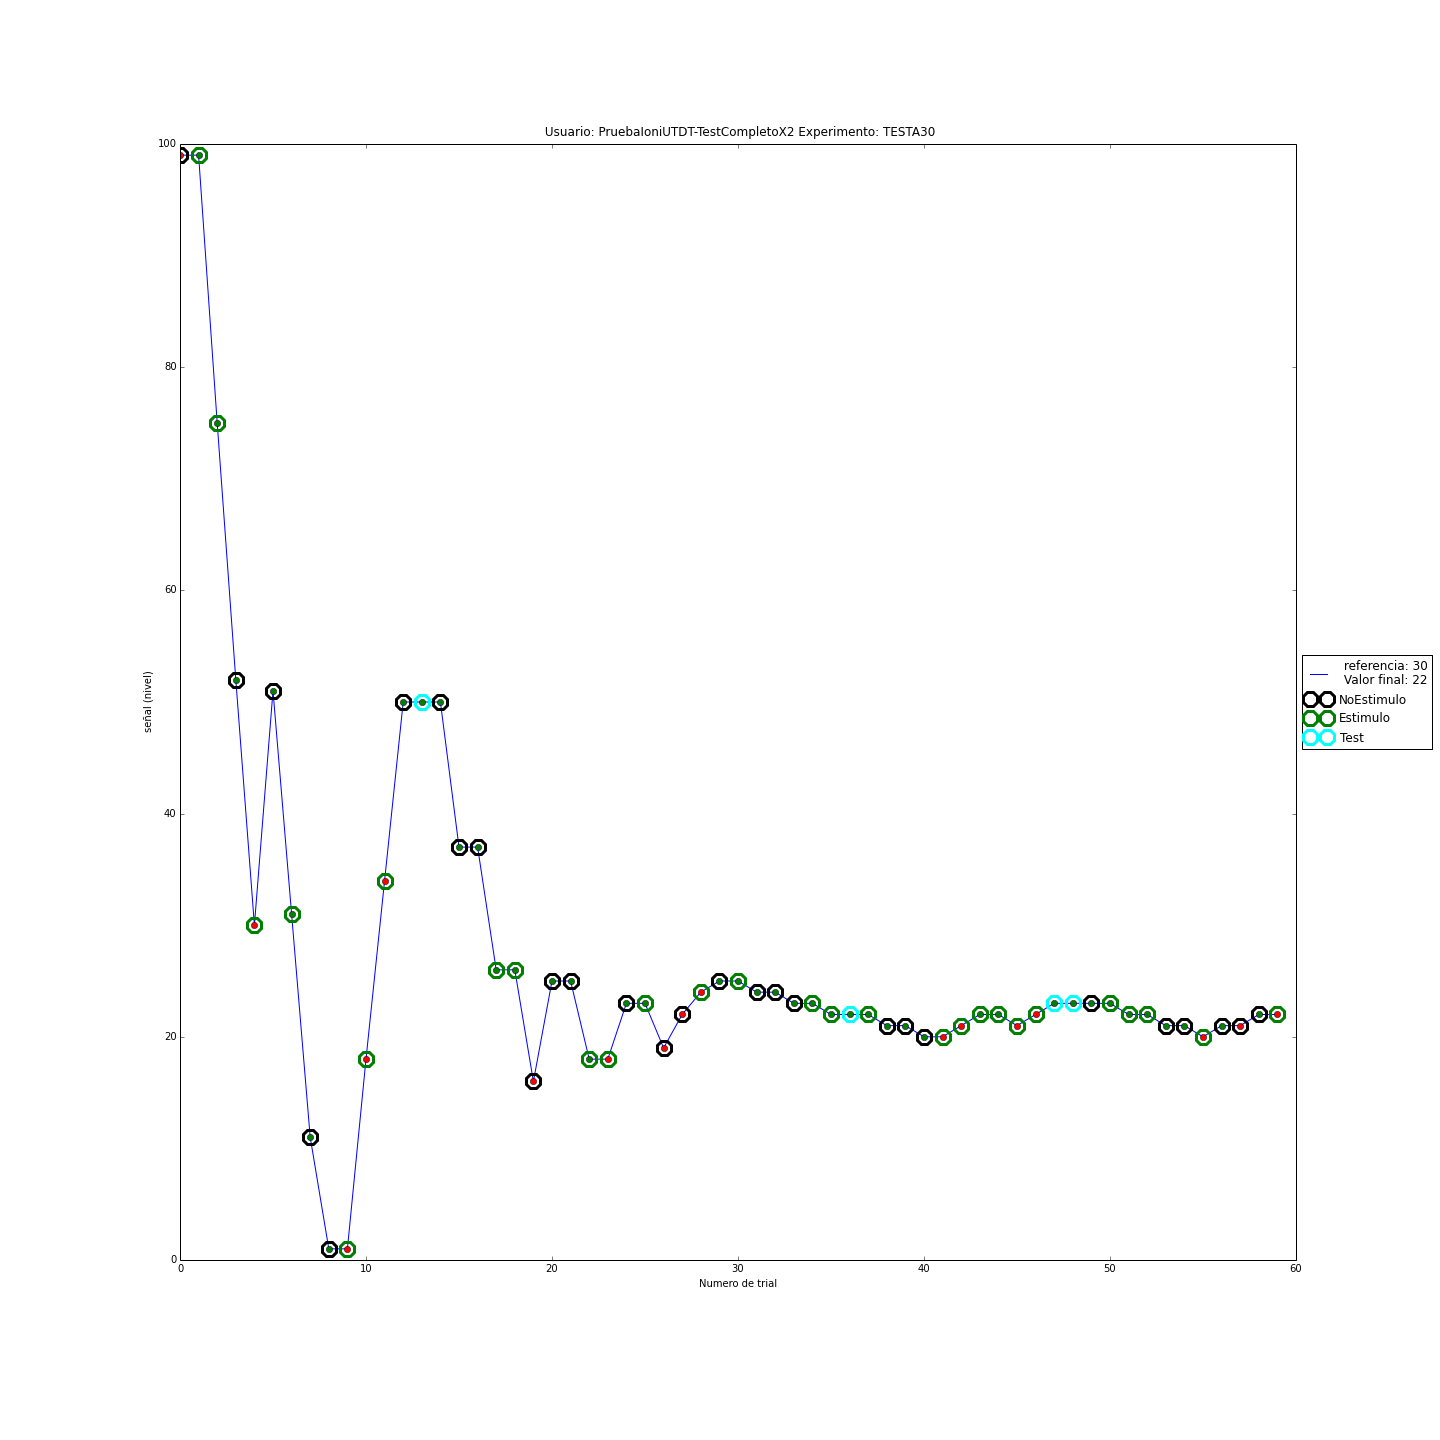 Usuario: PruebaIoniUTDT-TestCompletoX2 Experimento: TESTA30
100
80
60
40
20
0
señal (nivel)
0 10 20 30 40 50 60
Numero de trial
referencia: 30
Valor final: 22
NoEstimulo
Estimulo
Test